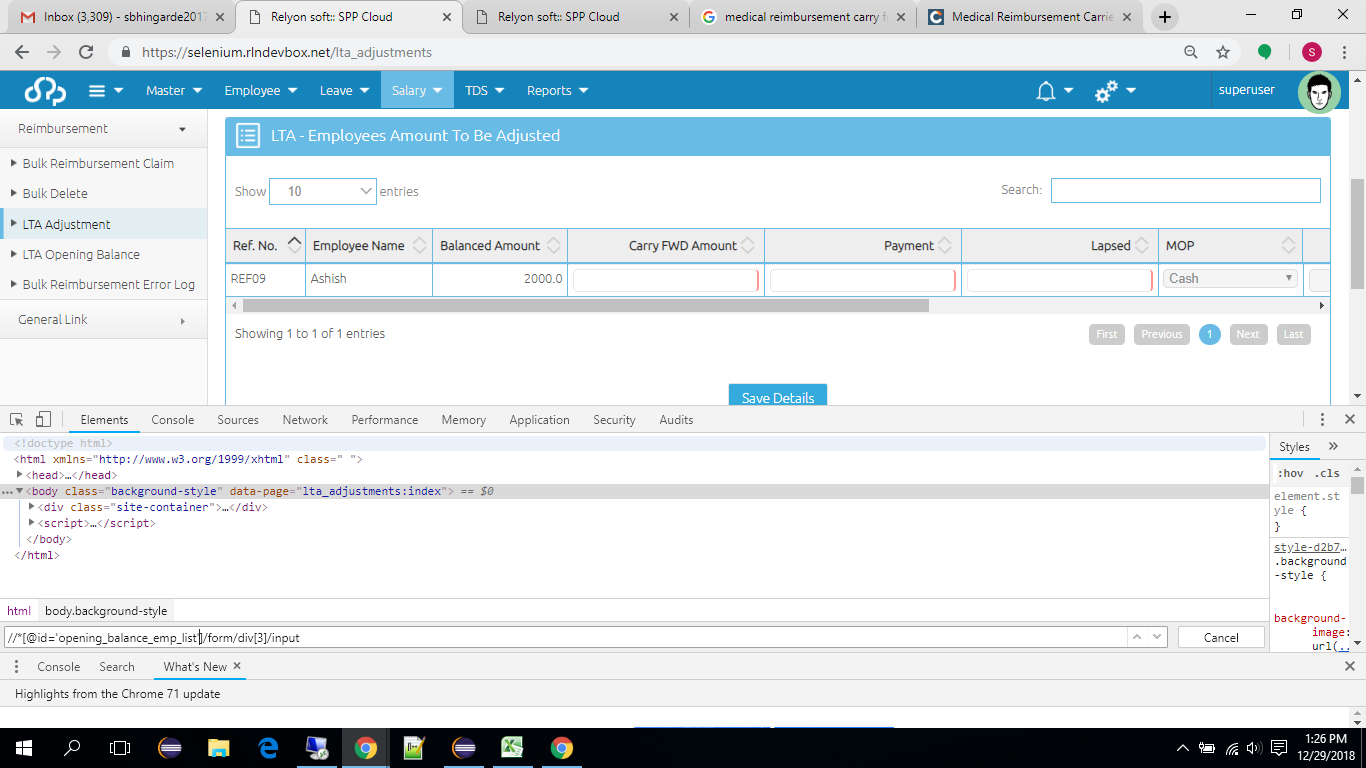 Inbox (3,309) - sbhingarde2017 Relyon soft:: SPP Cloud Relyon soft:: SPP Cloud medical reimbursement carry f Medical Reimbursement Carrie
https://selenium.rlndevbox.net/lta_adjustments S
Master Employee Leave Salary TDS Reports superuser
Reimbursement
Bulk Reimbursement Claim
Bulk Delete
LTA Adjustment
LTA Opening Balance
Bulk Reimbursement Error Log
General Link
LTA - Employees Amount To Be Adjusted
Show 10 entries Search:
Ref. No. Employee Name Balanced Amount Carry FWD Amount Payment Lapsed MOP
REF09 Ashish 2000.0 Cash
Showing 1 to 1 of 1 entries First Previous 1 Next Last
Save Details
Elements Console Sources Network Performance Memory Application Security Audits
<!doctype html>
<html xmlns="http://www.w3.org/1999/xhtml" class=" ">
<head>…</head>
<body class="background-style" data-page="lta_adjustments:index"> == $0
<div class="site-container">…</div>
<script>…</script>
</body>
</html>
Styles
:hov .cls
element.st
yle {
}
style-d2b7…
.background
-style {
background-
image:
url(..
html body.background-style
//*[@id='opening_balance_emp_list']/form/div[3]/input Cancel
Console Search What's New
Highlights from the Chrome 71 update
1:26 PM
12/29/2018